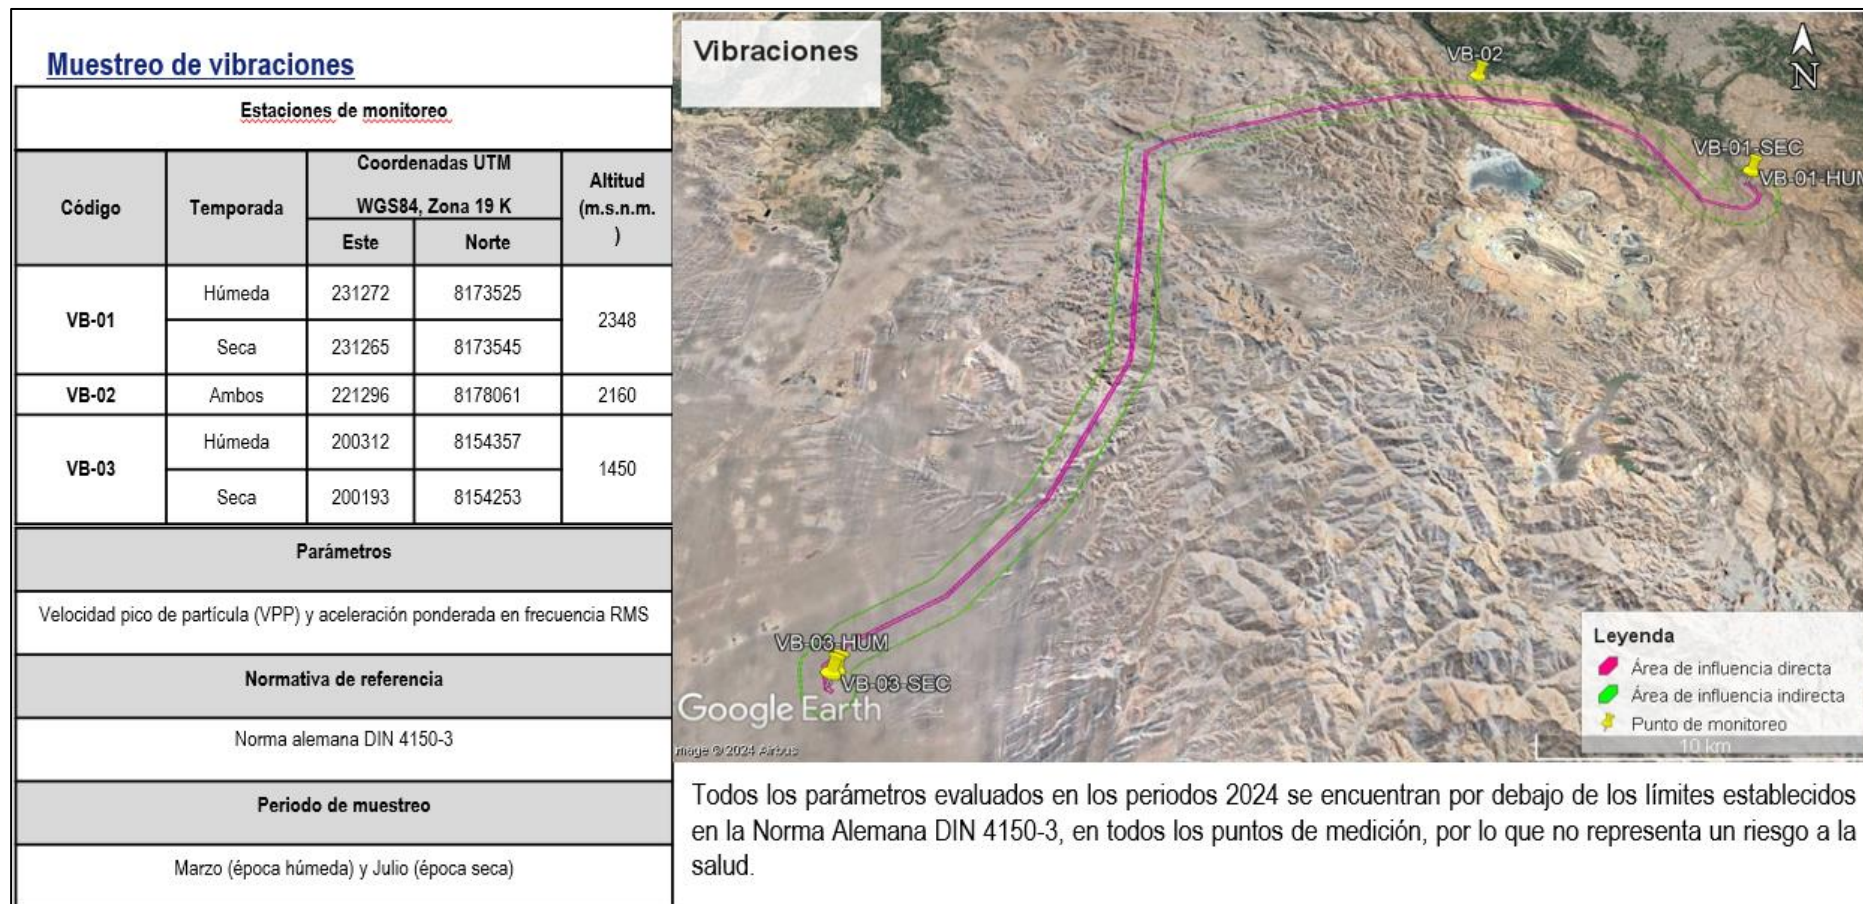 Muestreo de vibraciones
Estaciones de monitoreo
Código
Temporada
Coordenadas UTM
WGS84, Zona 19 K
Altitud
(m.s.n.m.
)
Este
Norte
VB-01
Húmeda
231272
8173525
2348
Seca
231265
8173545
VB-02
Ambos
221296
8178061
2160
VB-03
Húmeda
200312
8154357
1450
Seca
200193
8154253
Parámetros
Velocidad pico de partícula (VPP) y aceleración ponderada en frecuencia RMS
Normativa de referencia
Norma alemana DIN 4150-3
Periodo de muestreo
Marzo (época húmeda) y Julio (época seca)
Vibraciones
VB-02
N
VB-01-SEC
VB-01-HUM
VB-03-HUM
VB-03-SEC
Google Earth
Image © 2024 Airbus
Leyenda
Área de influencia directa
Área de influencia indirecta
Punto de monitoreo
10 km
Todos los parámetros evaluados en los periodos 2024 se encuentran por debajo de los límites establecidos
en la Norma Alemana DIN 4150-3, en todos los puntos de medición, por lo que no representa un riesgo a la
salud.